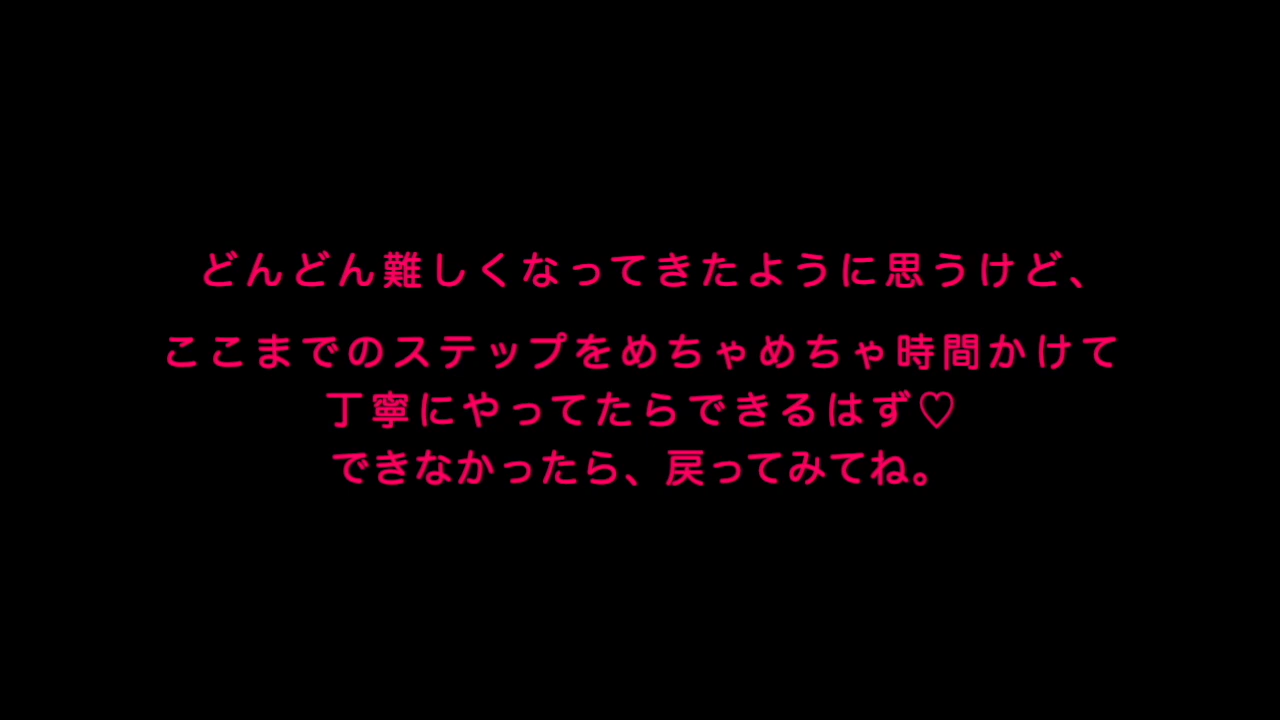 どんどん難しくなってきたように思うけど、
ここまでのステップをめちゃめちゃ時間かけて
丁寧にやってたらできるはず♡
できなかったら、戻ってみてね。